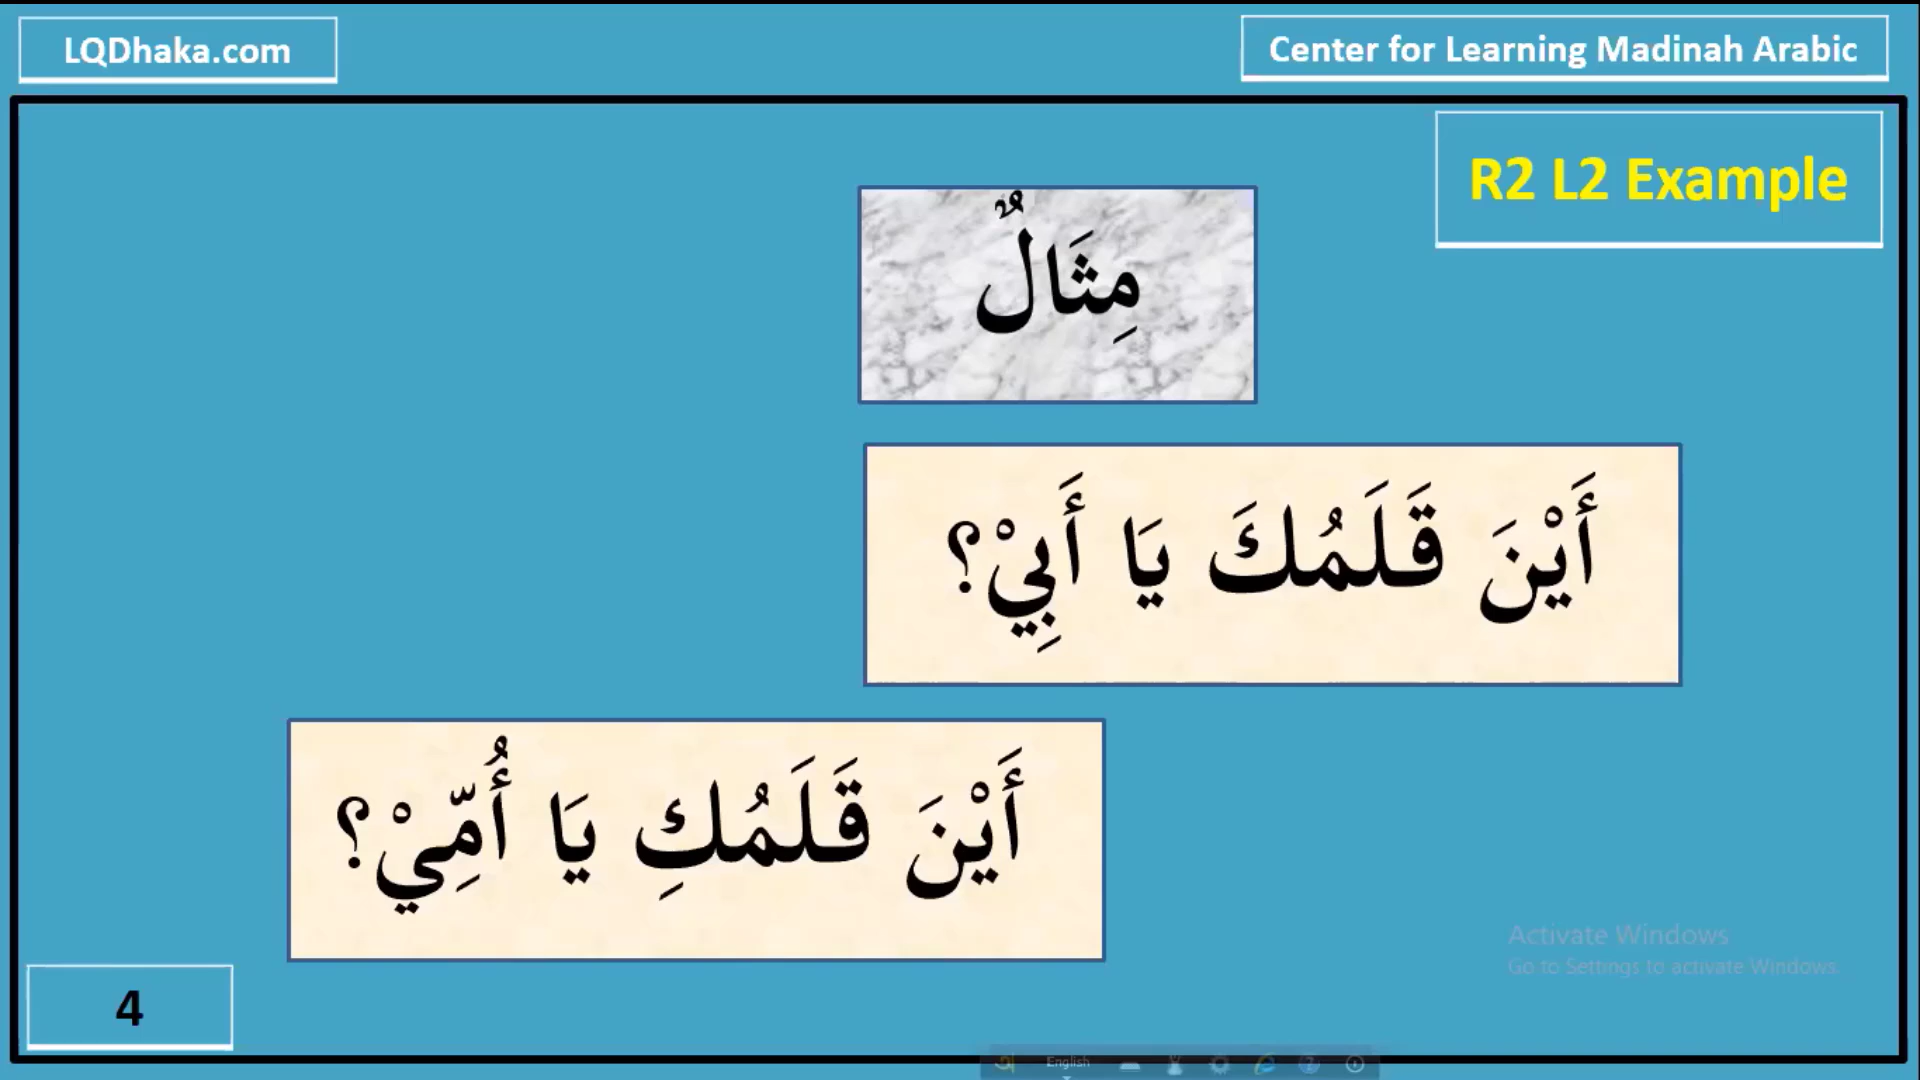 LQDhaka.com
Center for Learning Madinah Arabic
R2 L2 Example
مِثَالٌ
أَيْنَ قَلَمُكَ يَا أَبِيْ؟
أَيْنَ قَلَمُكِ يَا أُمِّيْ؟
Activate Windows
Go to Settings to activate Windows.
4
অ English